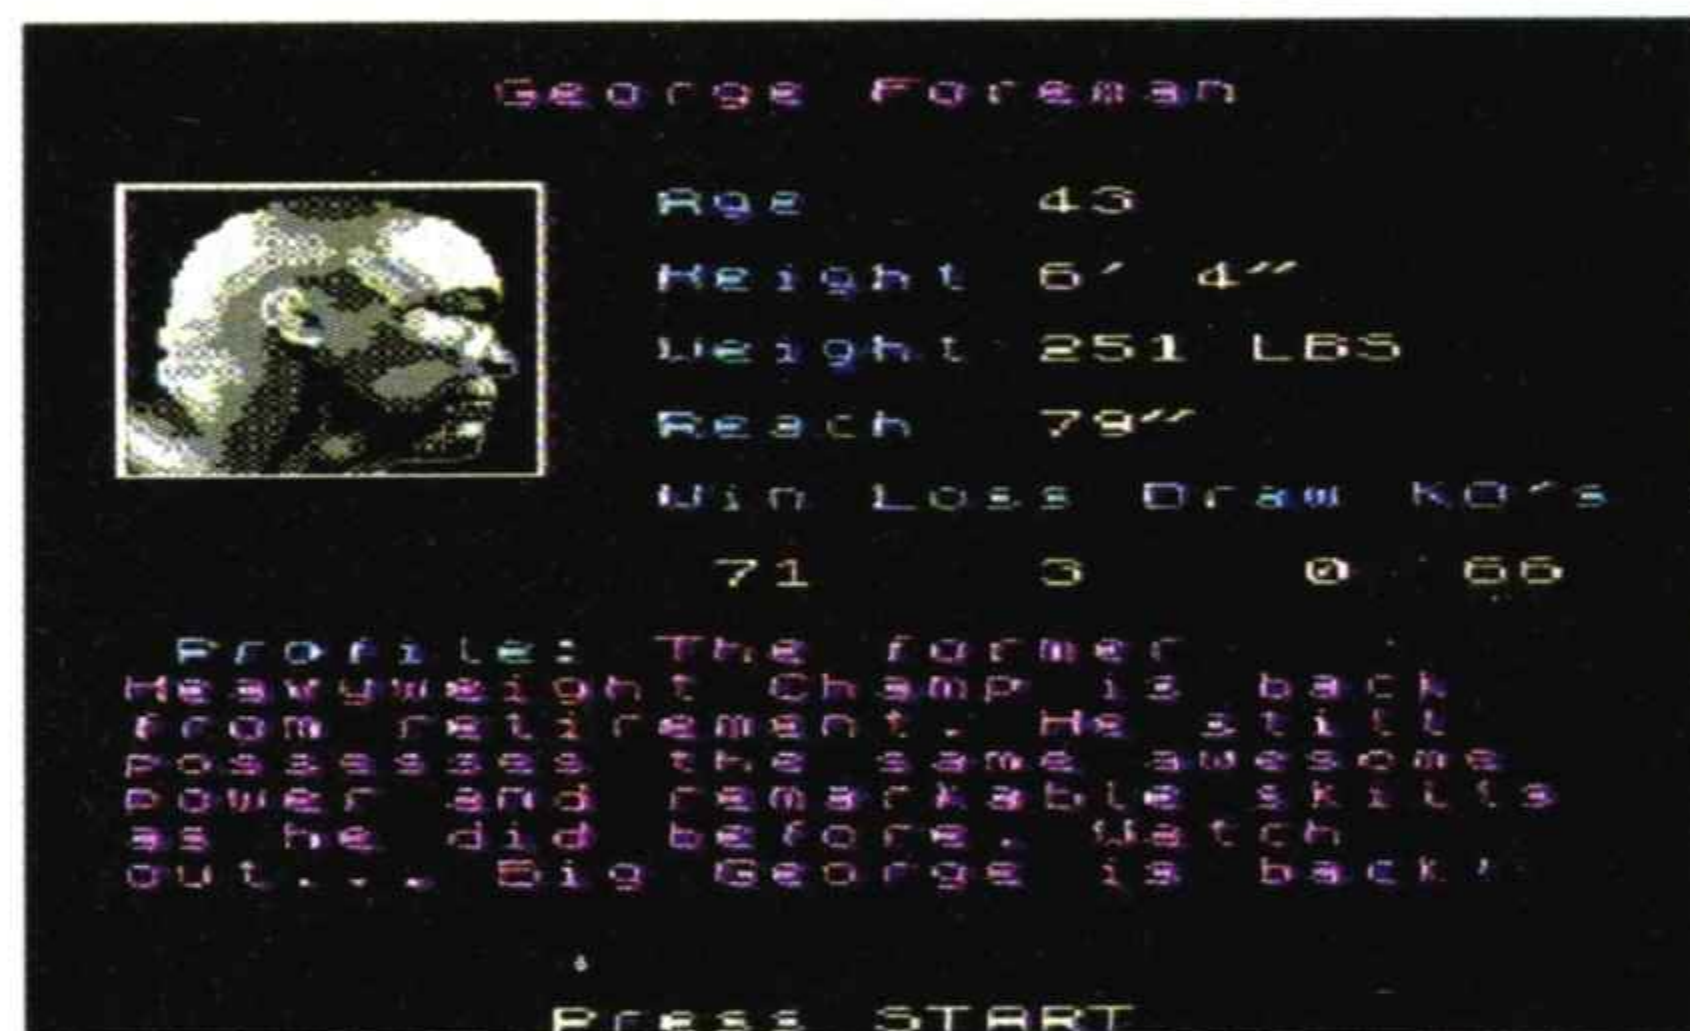 George Foreman
Age 43
Height 6' 4"
Weight 251 LBS
Reach 79"
Win Loss Draw KO's
71 3 0 66
Profile: The former
Heavyweight Champ is back
from retirement. He still
possesses the same awesome
power and remarkable skills
as he did before. Watch
out... Big George is back!
Press START